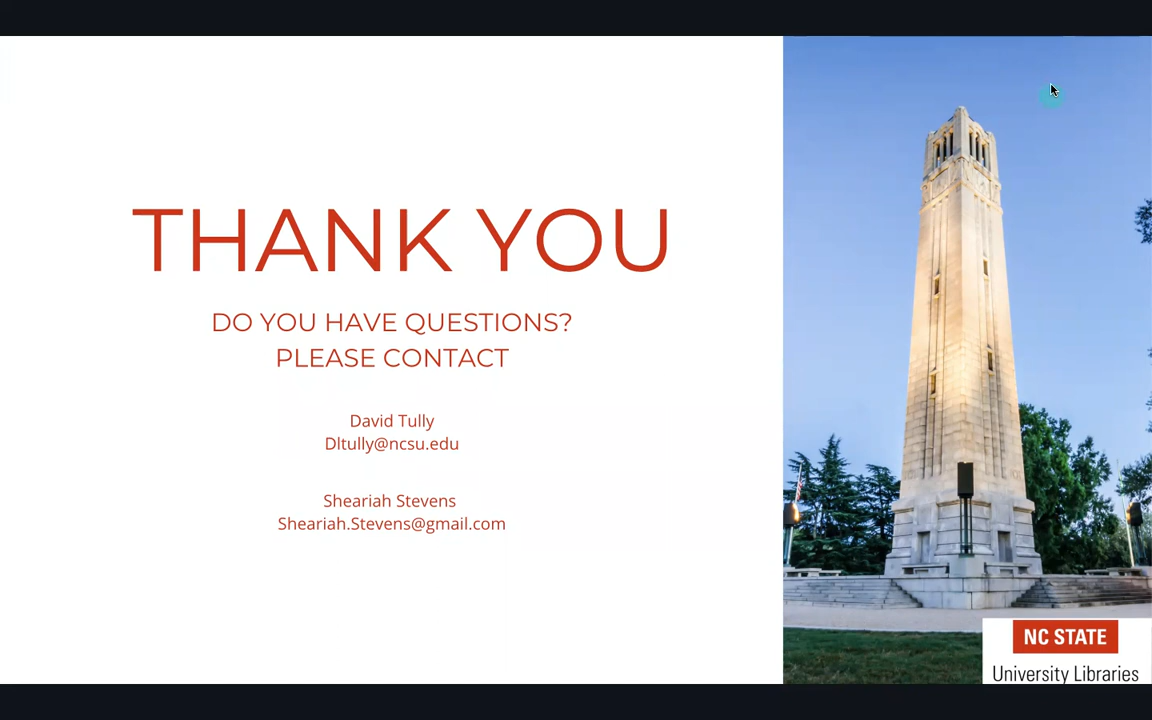 THANK YOU
DO YOU HAVE QUESTIONS?
PLEASE CONTACT
David Tully
Dltully@ncsu.edu
Sheariah Stevens
Sheariah.Stevens@gmail.com
NC STATE
University Libraries